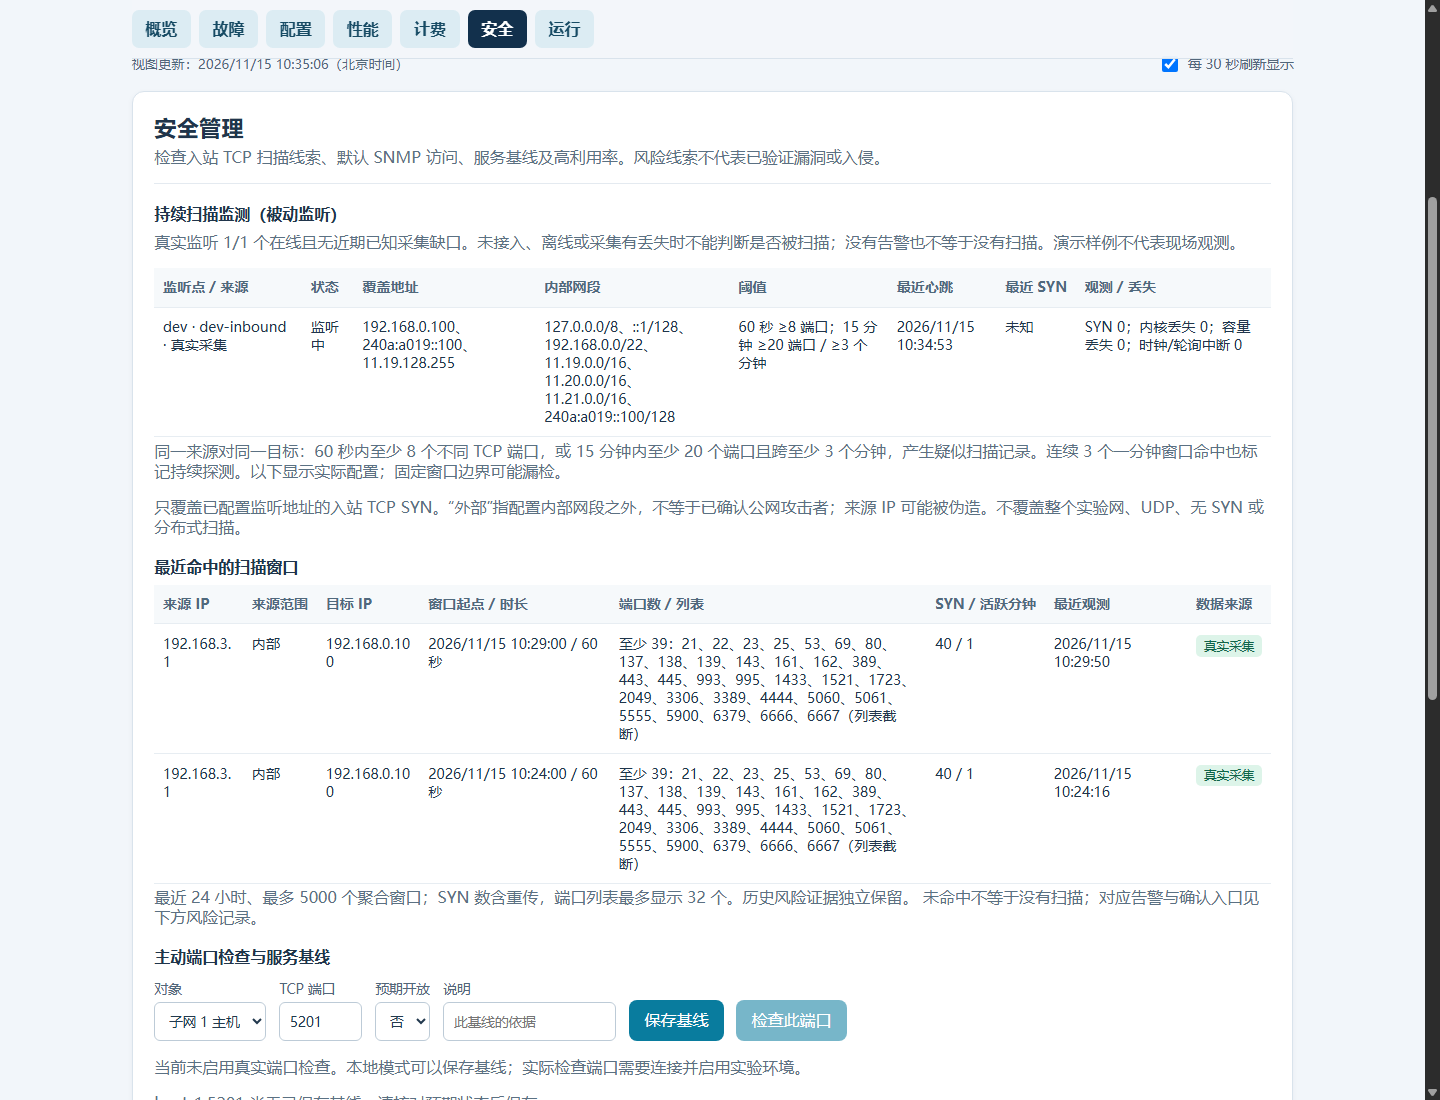 概览 故障 配置 性能 计费 安全 运行
视图更新：2026/11/15 10:35:06（北京时间） 每 30 秒刷新显示
安全管理
检查入站 TCP 扫描线索、默认 SNMP 访问、服务基线及高利用率。风险线索不代表已验证漏洞或入侵。
持续扫描监测（被动监听）
真实监听 1/1 个在线且无近期已知采集缺口。未接入、离线或采集有丢失时不能判断是否被扫描；没有告警也不等于没有扫描。演示样例不代表现场观测。
监听点 / 来源 状态 覆盖地址 内部网段 阈值 最近心跳 最近 SYN 观测 / 丢失
dev · dev-inbound 监听 192.168.0.100、 127.0.0.0/8、::1/128、 60 秒 ≥8 端口；15 分 2026/11/15 未知 SYN 0；内核丢失 0；容量
· 真实采集 中 240a:a019::100、 192.168.0.0/22、 钟 ≥20 端口 / ≥3 个 10:34:53 丢失 0；时钟/轮询中断 0
11.19.128.255 11.19.0.0/16、 分钟
11.20.0.0/16、
11.21.0.0/16、
240a:a019::100/128
同一来源对同一目标：60 秒内至少 8 个不同 TCP 端口，或 15 分钟内至少 20 个端口且跨至少 3 个分钟，产生疑似扫描记录。连续 3 个一分钟窗口命中也标
记持续探测。以下显示实际配置；固定窗口边界可能漏检。
只覆盖已配置监听地址的入站 TCP SYN。“外部”指配置内部网段之外，不等于已确认公网攻击者；来源 IP 可能被伪造。不覆盖整个实验网、UDP、无 SYN 或
分布式扫描。
最近命中的扫描窗口
来源 IP 来源范围 目标 IP 窗口起点 / 时长 端口数 / 列表 SYN / 活跃分钟 最近观测 数据来源
192.168.3. 内部 192.168.0.10 2026/11/15 10:29:00 / 60 至少 39：21、22、23、25、53、69、80、 40 / 1 2026/11/15 真实采集
1 0 秒 137、138、139、143、161、162、389、 10:29:50
443、445、993、995、1433、1521、1723、
2049、3306、3389、4444、5060、5061、
5555、5900、6379、6666、6667（列表截
断）
192.168.3. 内部 192.168.0.10 2026/11/15 10:24:00 / 60 至少 39：21、22、23、25、53、69、80、 40 / 1 2026/11/15 真实采集
1 0 秒 137、138、139、143、161、162、389、 10:24:16
443、445、993、995、1433、1521、1723、
2049、3306、3389、4444、5060、5061、
5555、5900、6379、6666、6667（列表截
断）
最近 24 小时、最多 5000 个聚合窗口；SYN 数含重传，端口列表最多显示 32 个。历史风险证据独立保留。 未命中不等于没有扫描；对应告警与确认入口见
下方风险记录。
主动端口检查与服务基线
对象 TCP 端口 预期开放 说明
子网 1 主机 5201 否 此基线的依据 保存基线 检查此端口
当前未启用真实端口检查。本地模式可以保存基线；实际检查端口需要连接并启用实验环境。